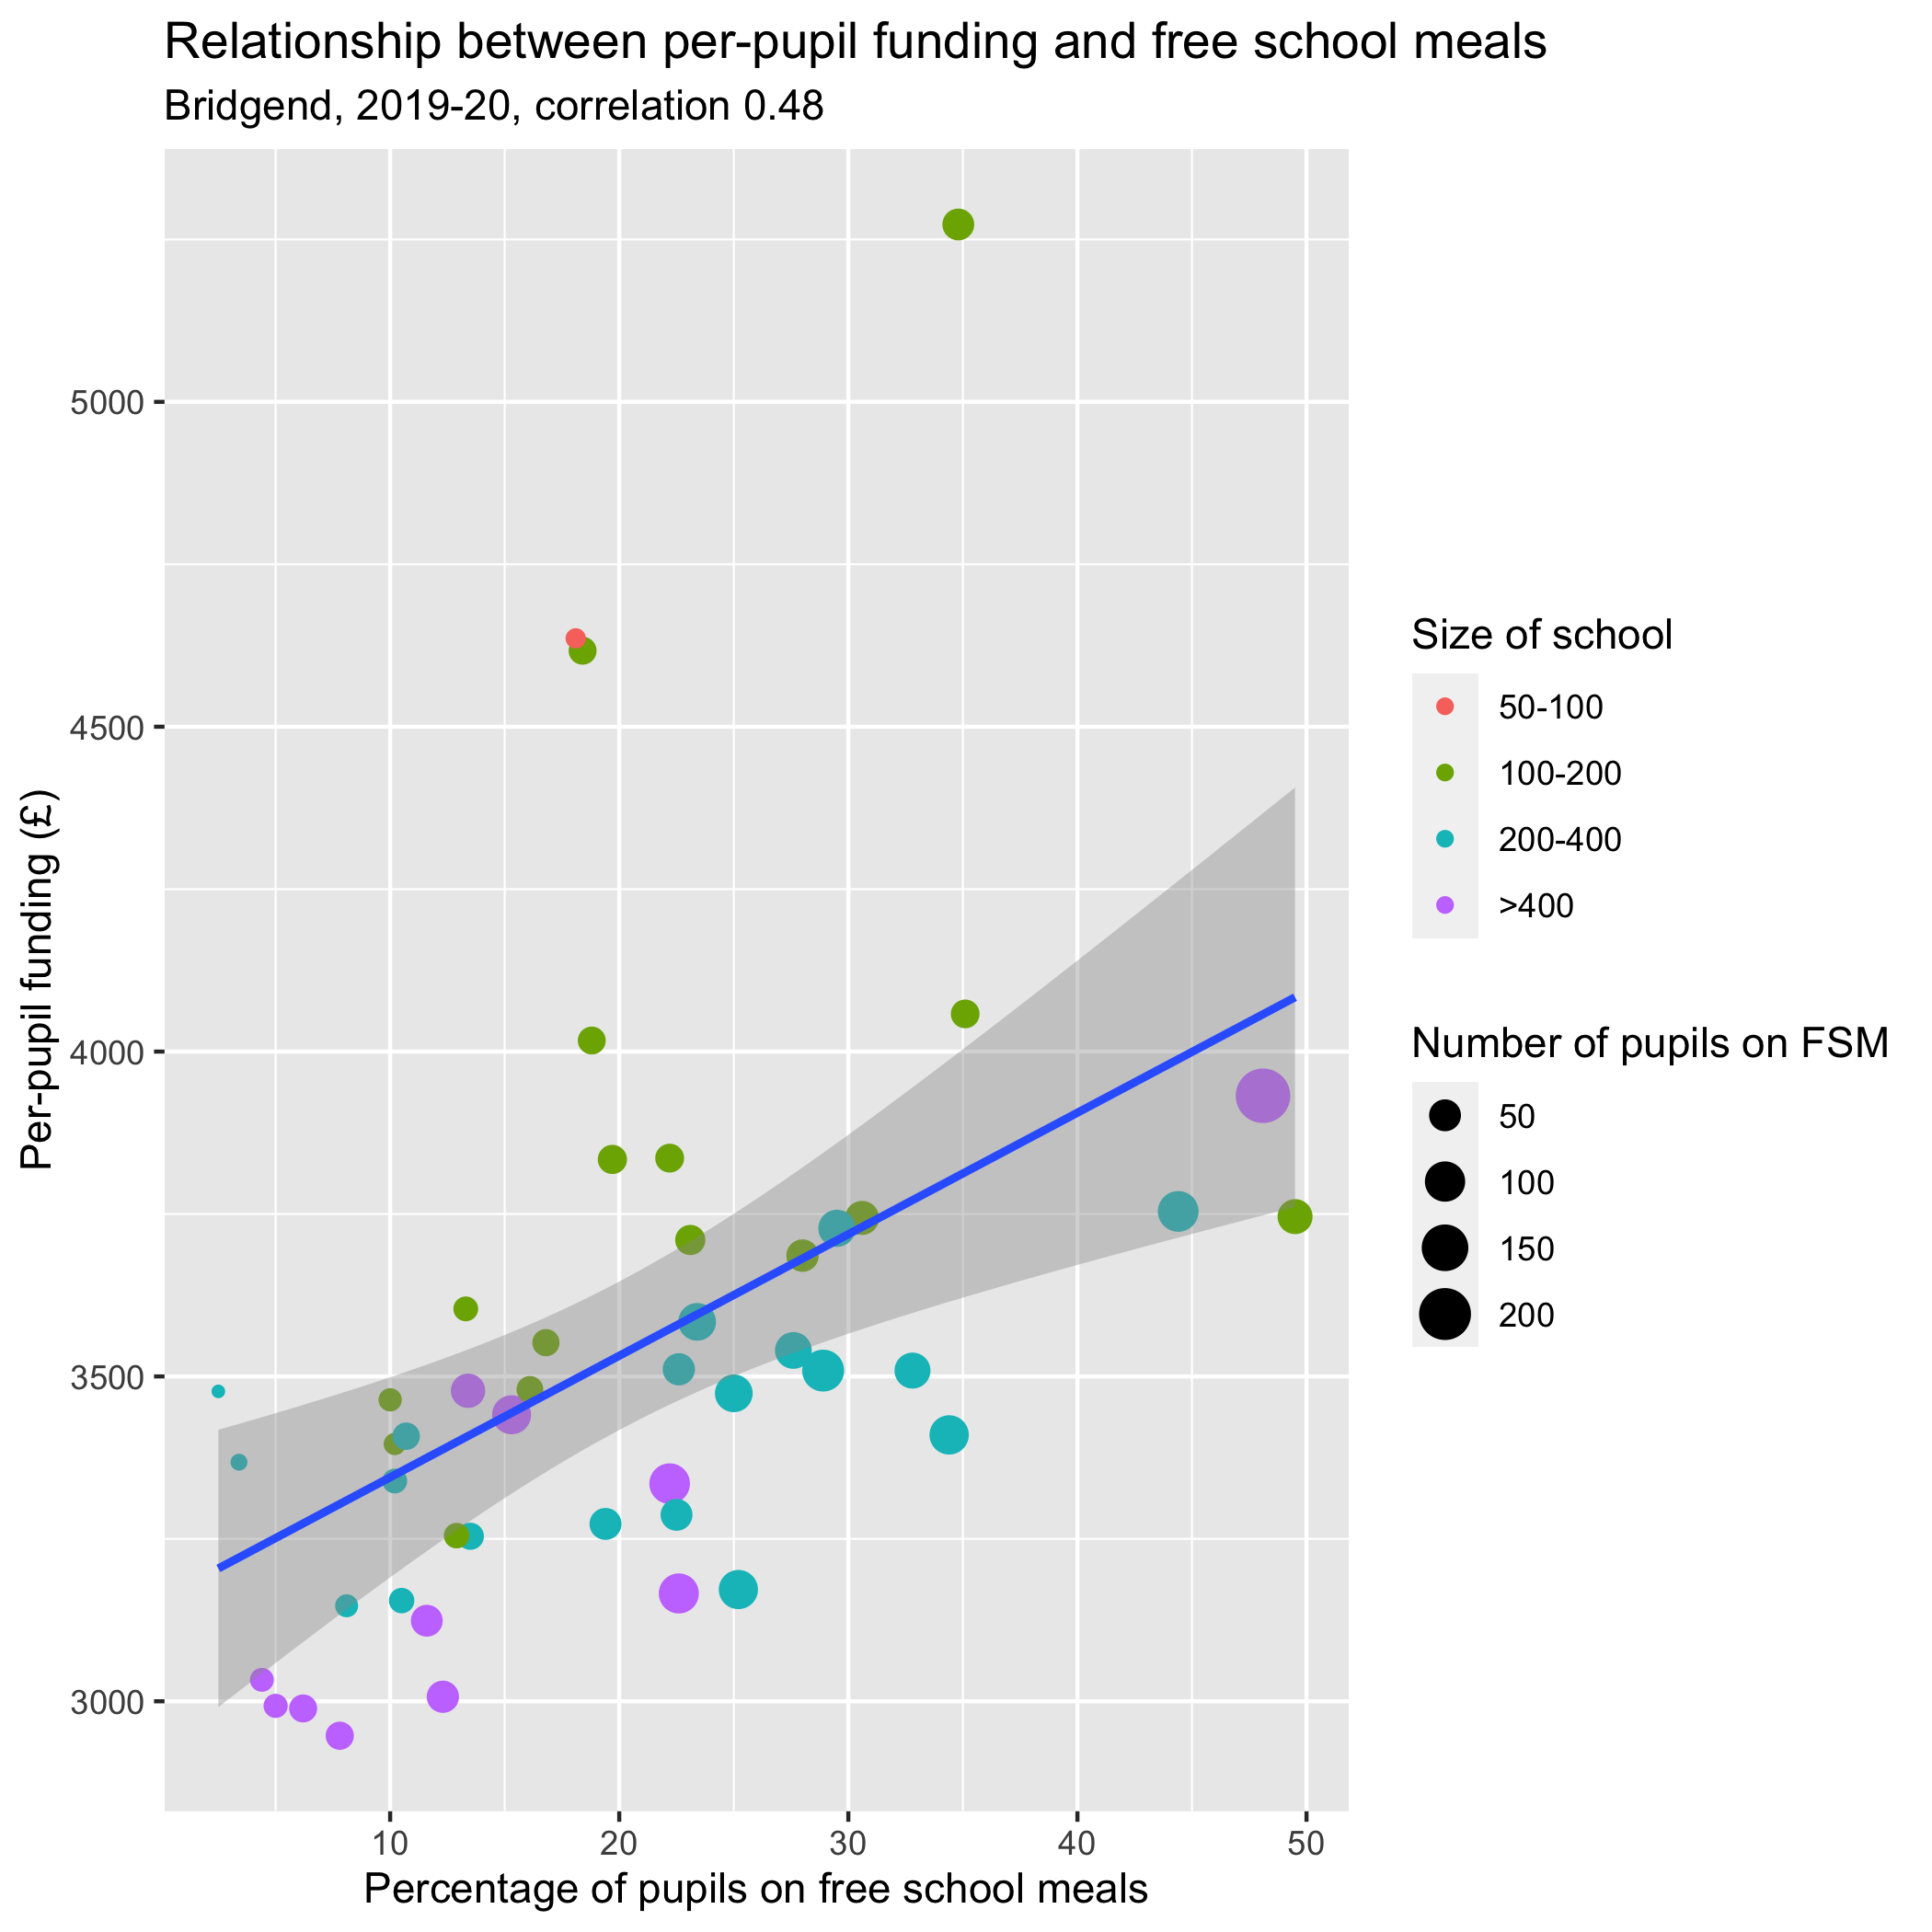 Relationship between per-pupil funding and free school meals
Bridgend, 2019-20, correlation 0.48
Per-pupil funding (£)
5000
4500
4000
3500
3000
10 20 30 40 50
Percentage of pupils on free school meals
Size of school
50-100
100-200
200-400
>400
Number of pupils on FSM
50
100
150
200